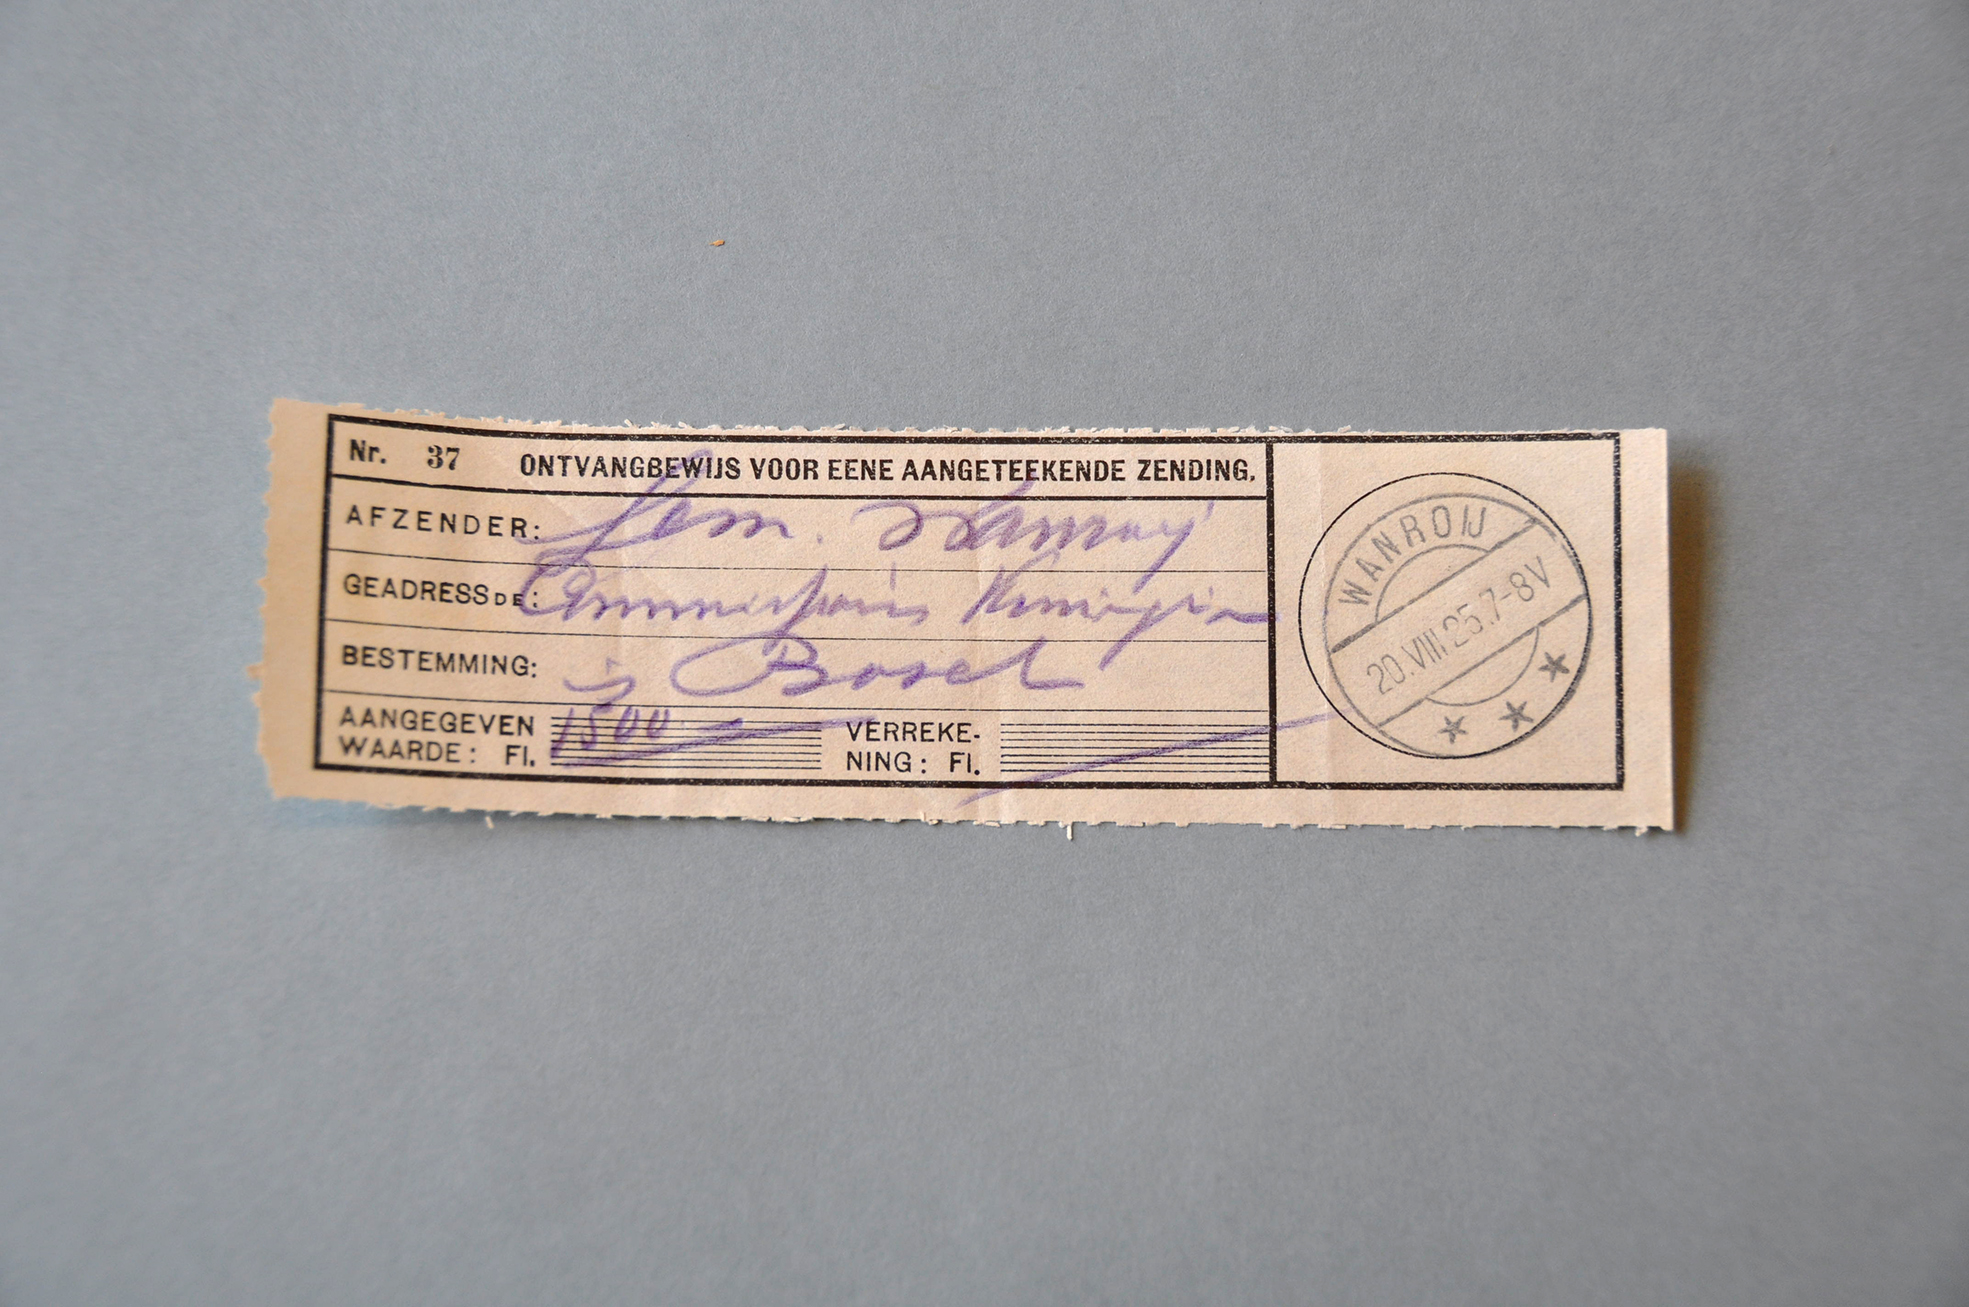 Nr. 37 ONTVANGBEWIJS VOOR EENE AANGETEEKENDE ZENDING.
AFZENDER: Gem. Wanroij
GEADRESSDE: Commissaris Koningin
BESTEMMING: is Bosch
AANGEGEVEN
WAARDE: Fl. 1500
VERREKE-
NING: Fl.
WANROIJ
20.VIII.25.7-8V